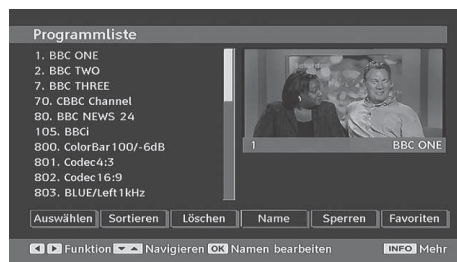 Programmliste
1. BBC ONE
2. BBC TWO
7. BBC THREE
70. CBBC Channel
80. BBC NEWS 24
105. BBCi
800. ColorBar100/-6dB
801. Codec4:3
802. Codec16:9
803. BLUE/Left1kHz
1 BBC ONE
Auswählen Sortieren Löschen Name Sperren Favoriten
Funktion Navigieren OK Namen bearbeiten INFO Mehr